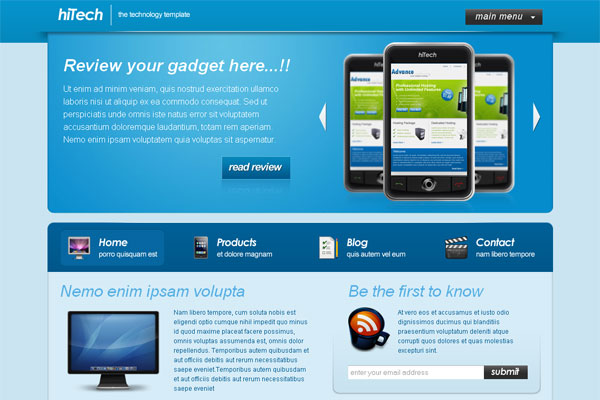 hiTech
the technology template
main menu
Review your gadget here...!!
Ut enim ad minim veniam, quis nostrud exercitation ullamco
laboris nisi ut aliquip ex ea commodo consequat. Sed ut
perspiciatis unde omnis iste natus error sit voluptatem
accusantium doloremque laudantium, totam rem aperiam.
Nemo enim ipsam voluptatem quia voluptas sit aspernatur.
read review
hiTech
Advance
Professional Hosting
with Unlimited Features
Home
porro quisquam est
Products
et dolore magnam
Blog
quis autem vel eum
Contact
nam libero tempore
Nemo enim ipsam volupta
Nam libero tempore, cum soluta nobis est
eligendi optio cumque nihil impedit quo minus
id quod maxime placeat facere possimus,
omnis voluptas assumenda est, omnis dolor
repellendus. Temporibus autem quibusdam et
aut officiis debitis aut rerum necessitatibus
saepe eveniet.Temporibus autem quibusdam et
aut officiis debitis aut rerum necessitatibus
saepe eveniet
Be the first to know
At vero eos et accusamus et iusto odio
dignissimos ducimus qui blanditiis
praesentium voluptatum deleniti atque
corrupti quos dolores et quas molestias
excepturi sint.
enter your email address
submit